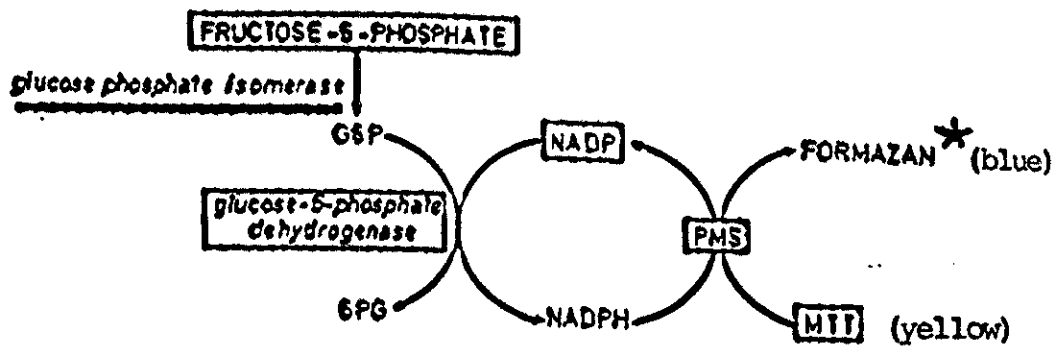 FRUCTOSE-6-PHOSPHATE
glucose phosphate isomerase
G6P
NADP
FORMAZAN* (blue)
glucose-6-phosphate
dehydrogenase
PMS
6PG
NADPH
MTT (yellow)